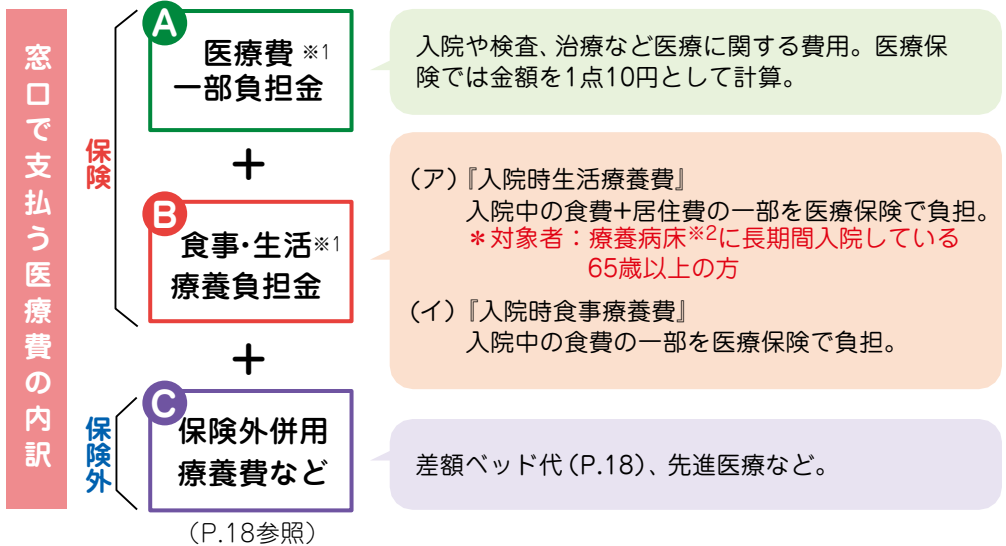 窓口で支払う医療費の内訳
保険
A
医療費※1
一部負担金
入院や検査、治療など医療に関する費用。医療保
険では金額を1点10円として計算。
+
B
食事・生活※1
療養負担金
(ア)『入院時生活療養費』
入院中の食費+居住費の一部を医療保険で負担。
＊対象者：療養病床※2に長期間入院している
65歳以上の方
(イ)『入院時食事療養費』
入院中の食費の一部を医療保険で負担。
+
保険外
C
保険外併用
療養費など
差額ベッド代(P.18)、先進医療など。
(P.18参照)